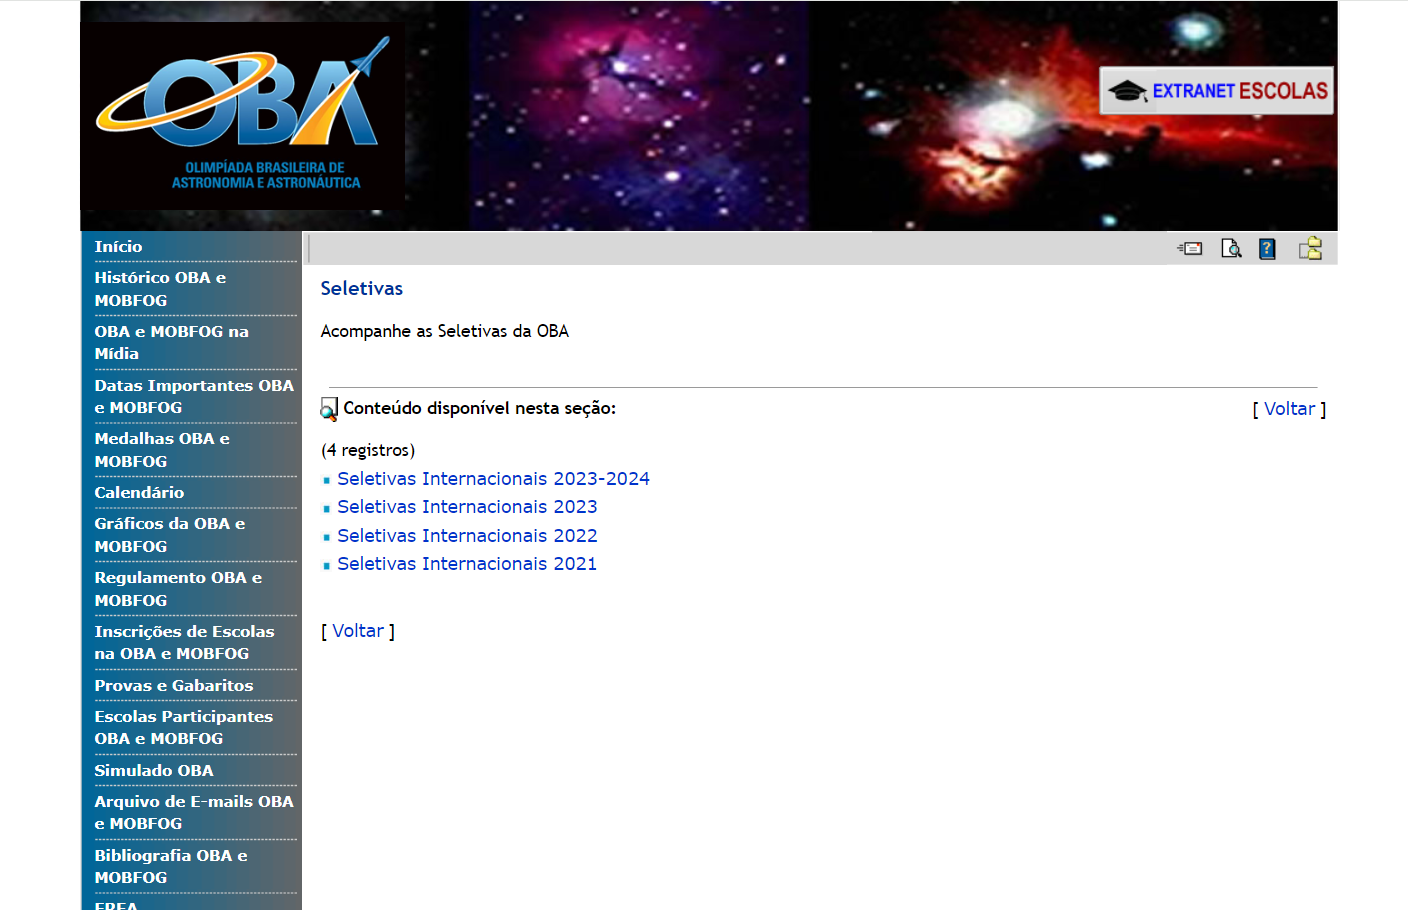 OBA
OLIMPÍADA BRASILEIRA DE
ASTRONOMIA E ASTRONÁUTICA
EXTRANET ESCOLAS
Início
Histórico OBA e
MOBFOG
OBA e MOBFOG na
Mídia
Datas Importantes OBA
e MOBFOG
Medalhas OBA e
MOBFOG
Calendário
Gráficos da OBA e
MOBFOG
Regulamento OBA e
MOBFOG
Inscrições de Escolas
na OBA e MOBFOG
Provas e Gabaritos
Escolas Participantes
OBA e MOBFOG
Simulado OBA
Arquivo de E-mails OBA
e MOBFOG
Bibliografia OBA e
MOBFOG
EREA
Seletivas
Acompanhe as Seletivas da OBA
Conteúdo disponível nesta seção:
[ Voltar ]
(4 registros)
Seletivas Internacionais 2023-2024
Seletivas Internacionais 2023
Seletivas Internacionais 2022
Seletivas Internacionais 2021
[ Voltar ]